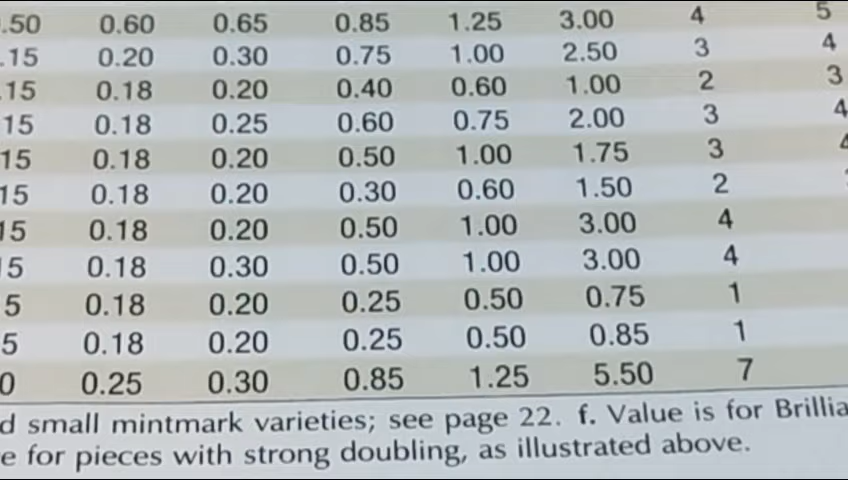 .50 0.60 0.65 0.85 1.25 3.00 4 5
.15 0.20 0.30 0.75 1.00 2.50 3 4
.15 0.18 0.20 0.40 0.60 1.00 2 3
15 0.18 0.25 0.60 0.75 2.00 3 4
15 0.18 0.20 0.50 1.00 1.75 3
15 0.18 0.20 0.30 0.60 1.50 2
15 0.18 0.20 0.50 1.00 3.00 4
5 0.18 0.30 0.50 1.00 3.00 4
5 0.18 0.20 0.25 0.50 0.75 1
5 0.18 0.20 0.25 0.50 0.85 1
0 0.25 0.30 0.85 1.25 5.50 7
d small mintmark varieties; see page 22. f. Value is for Brillia
e for pieces with strong doubling, as illustrated above.